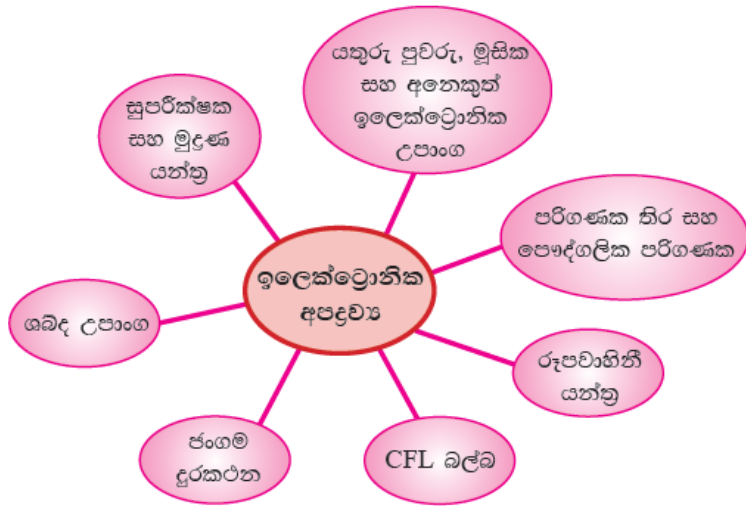 යතුරු පුවරු, මූසික
සහ අනෙකුත්
ඉලෙක්ට්‍රොනික
උපාංග
සුපරීක්ෂක
සහ මුද්‍රණ
යන්ත්‍ර
පරිගණක තිර සහ
පෞද්ගලික පරිගණක
ඉලෙක්ට්‍රොනික
අපද්‍රව්‍ය
ශබ්ද උපාංග
රූපවාහිනී
යන්ත්‍ර
ජංගම
දුරකථන
CFL බල්බ